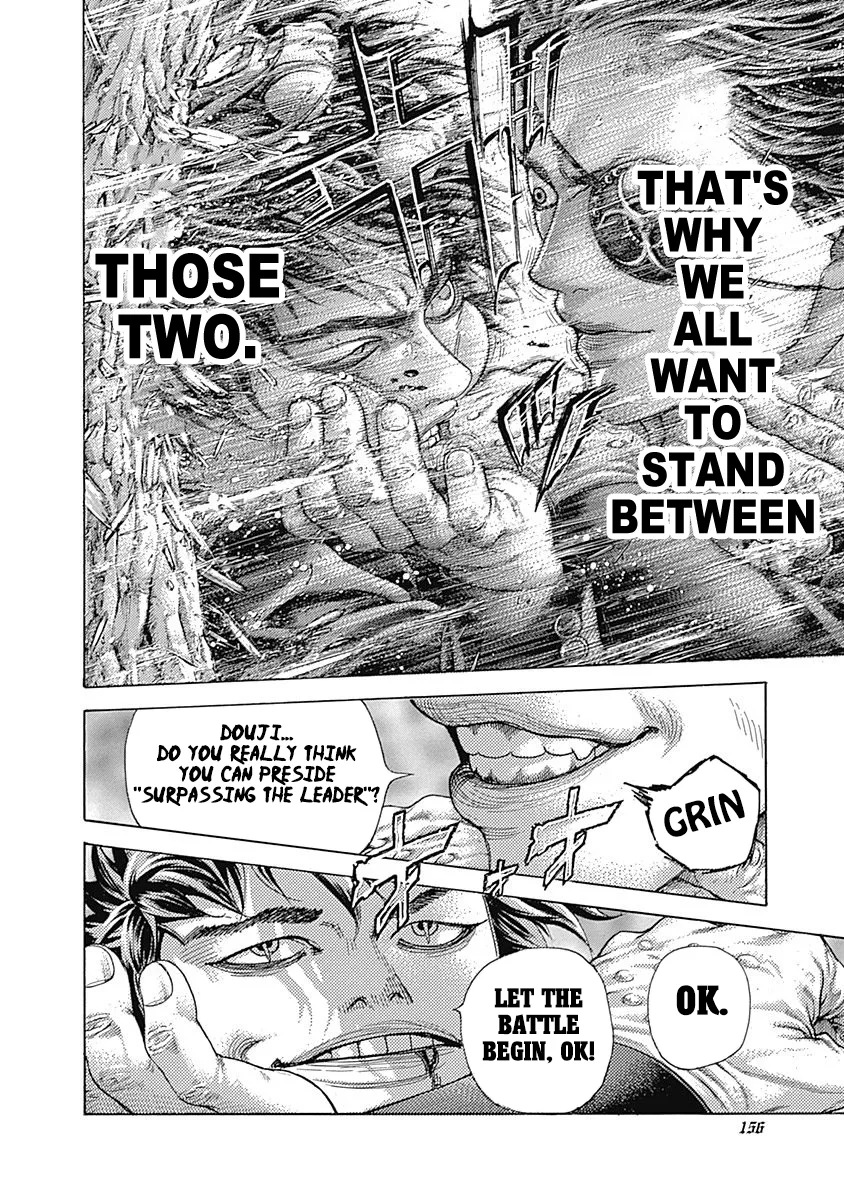 THAT'S
WHY
WE
ALL
WANT
TO
STAND
BETWEEN
THOSE
TWO.
GRIN
DOUJI...
DO YOU REALLY THINK
YOU CAN PRESIDE
"SURPASSING THE LEADER"?
OK.
LET THE
BATTLE
BEGIN, OK!
156